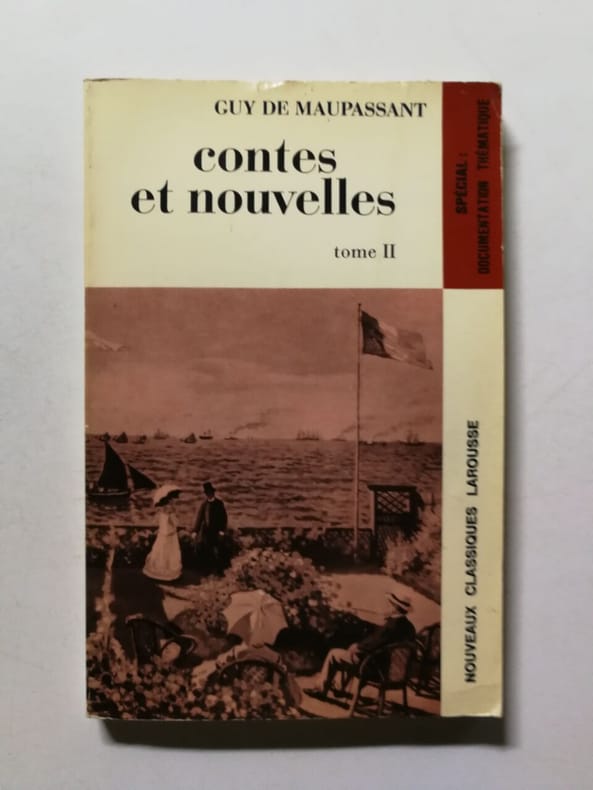 GUY DE MAUPASSANT
contes
et nouvelles
tome II
SPÉCIAL :
DOCUMENTATION THÉMATIQUE
NOUVEAUX CLASSIQUES LAROUSSE